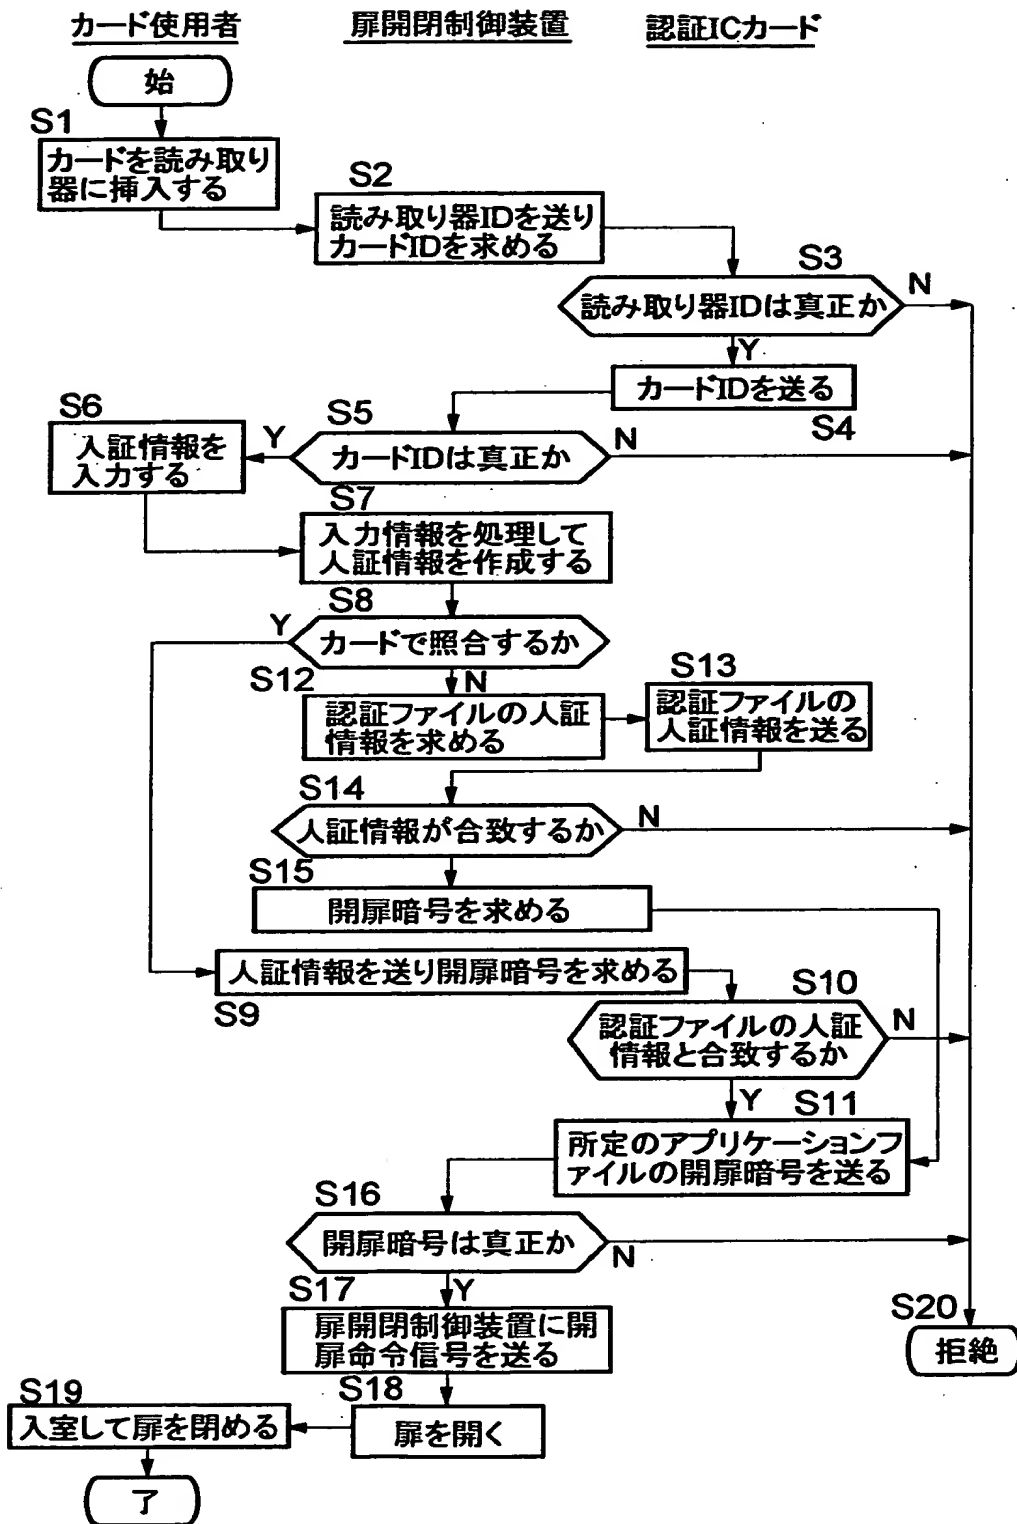 カード使用者
扉開閉制御装置
認証ICカード
始
S1
カードを読み取り
器に挿入する
S2
読み取り器IDを送り
カードIDを求める
S3
読み取り器IDは真正か
N
Y
カードIDを送る
S4
S5
カードIDは真正か
Y
N
S6
人証情報を
入力する
S7
入力情報を処理して
人証情報を作成する
S8
カードで照合するか
Y
N
S12
認証ファイルの人証
情報を求める
S13
認証ファイルの
人証情報を送る
S14
人証情報が合致するか
N
S15
開扉暗号を求める
人証情報を送り開扉暗号を求める
S9
S10
認証ファイルの人証
情報と合致するか
N
Y
S11
所定のアプリケーションフ
ァイルの開扉暗号を送る
S16
開扉暗号は真正か
N
Y
S17
扉開閉制御装置に開
扉命令信号を送る
S18
扉を開く
S19
入室して扉を閉める
了
S20
拒絶